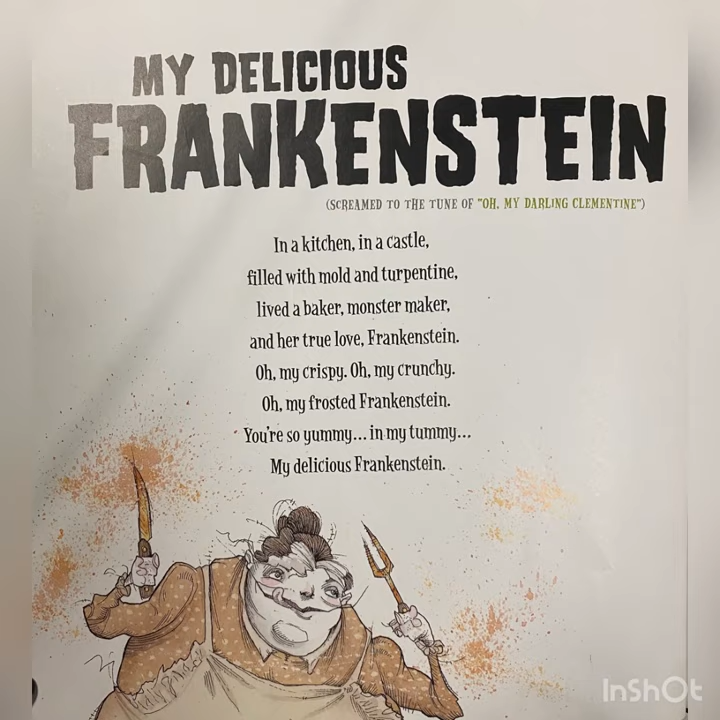 MY DELICIOUS
FRANKENSTEIN
(SCREAMED TO THE TUNE OF "OH, MY DARLING CLEMENTINE")
In a kitchen, in a castle,
filled with mold and turpentine,
lived a baker, monster maker,
and her true love, Frankenstein.
Oh, my crispy. Oh, my crunchy.
Oh, my frosted Frankenstein.
You're so yummy... in my tummy...
My delicious Frankenstein.
InShOt